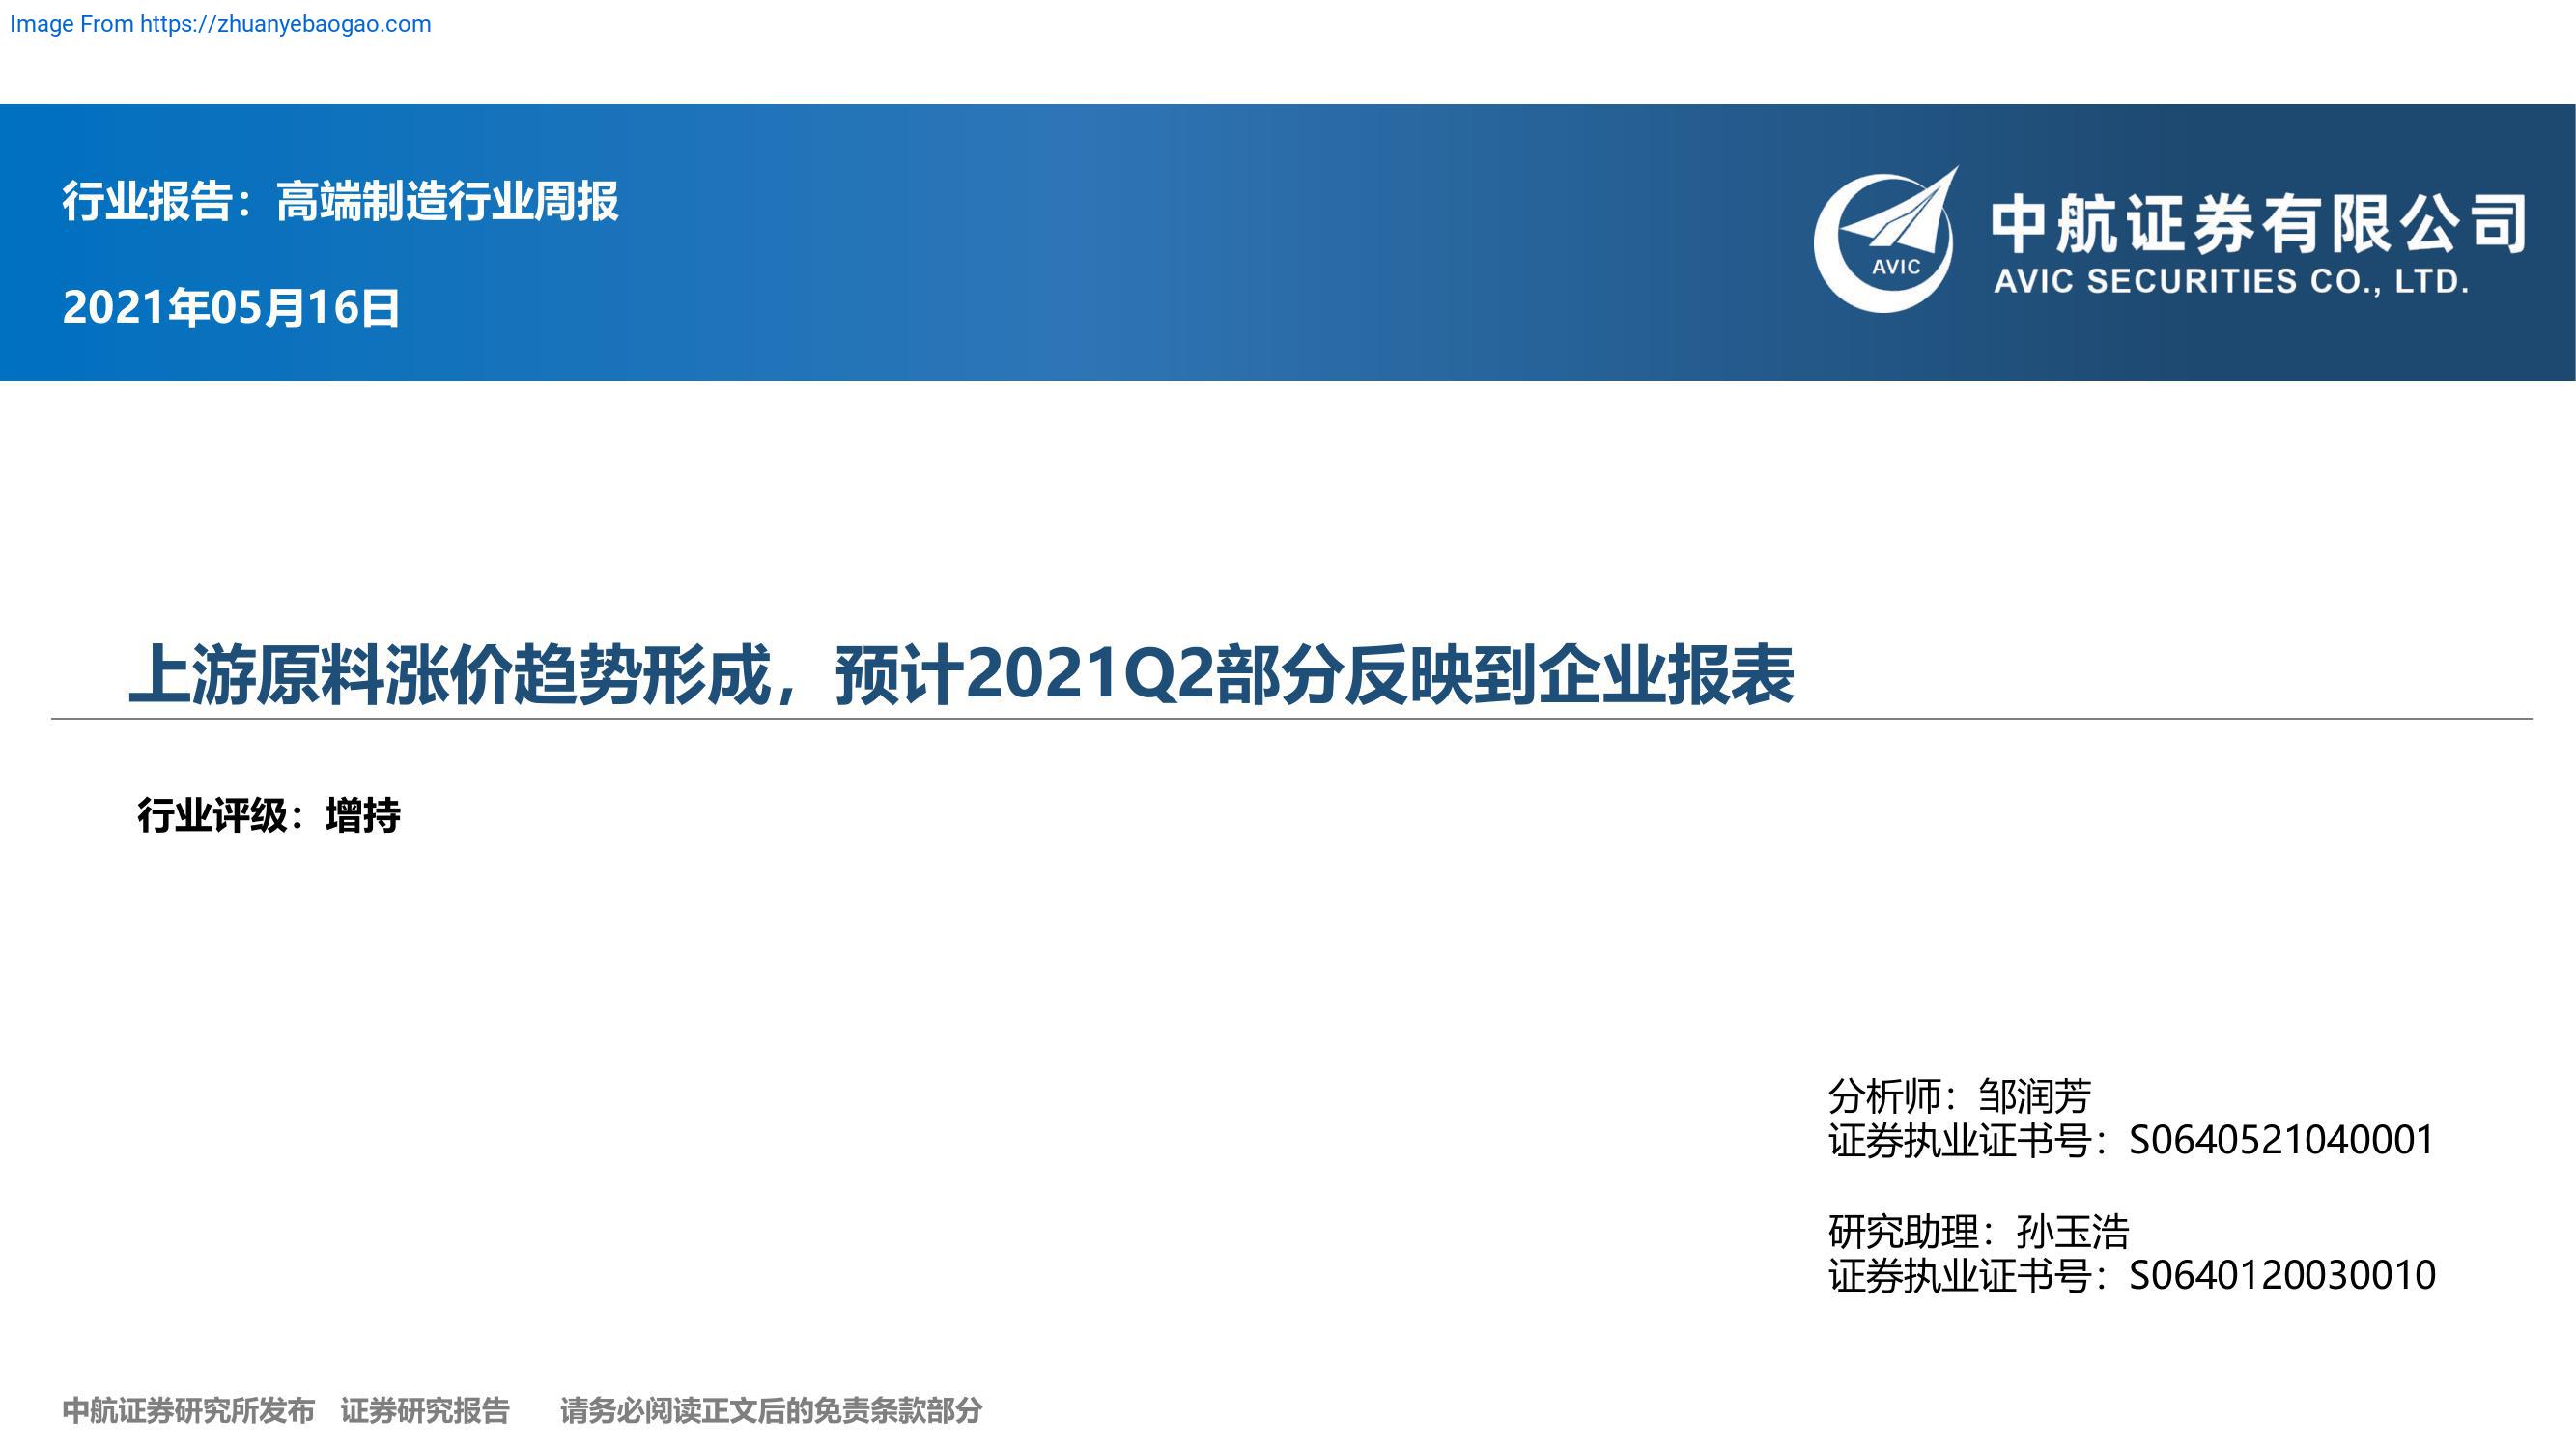 Image From https://zhuanyebaogao.com
行业报告：高端制造行业周报
2021年05月16日
AVIC
中航证券有限公司
AVIC SECURITIES CO., LTD.
上游原料涨价趋势形成，预计2021Q2部分反映到企业报表
行业评级：增持
分析师：邹润芳
证券执业证书号：S0640521040001
研究助理：孙玉浩
证券执业证书号：S0640120030010
中航证券研究所发布 证券研究报告 请务必阅读正文后的免责条款部分